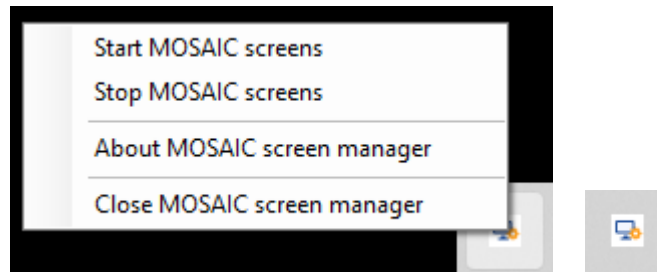 Start MOSAIC screens
Stop MOSAIC screens
About MOSAIC screen manager
Close MOSAIC screen manager